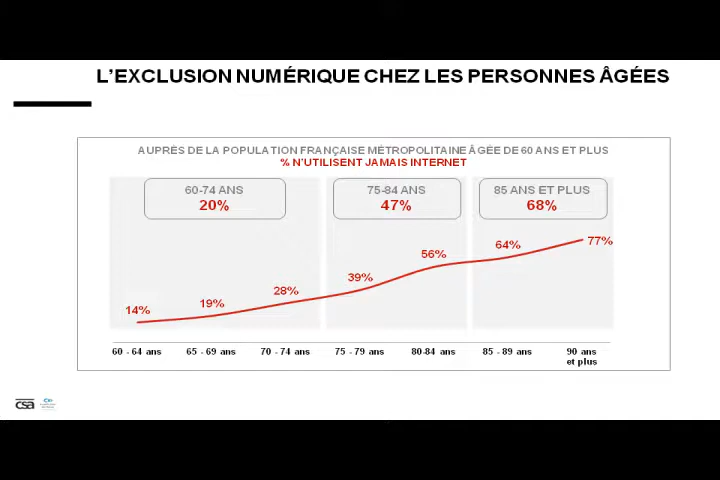 L'EXCLUSION NUMÉRIQUE CHEZ LES PERSONNES ÂGÉES
AUPRÈS DE LA POPULATION FRANÇAISE MÉTROPOLITAINE ÂGÉE DE 60 ANS ET PLUS
% N'UTILISENT JAMAIS INTERNET
60-74 ANS
20%
75-84 ANS
47%
85 ANS ET PLUS
68%
14%
19%
28%
39%
56%
64%
77%
60 - 64 ans
65 - 69 ans
70 - 74 ans
75 - 79 ans
80-84 ans
85 - 89 ans
90 ans
et plus
csa